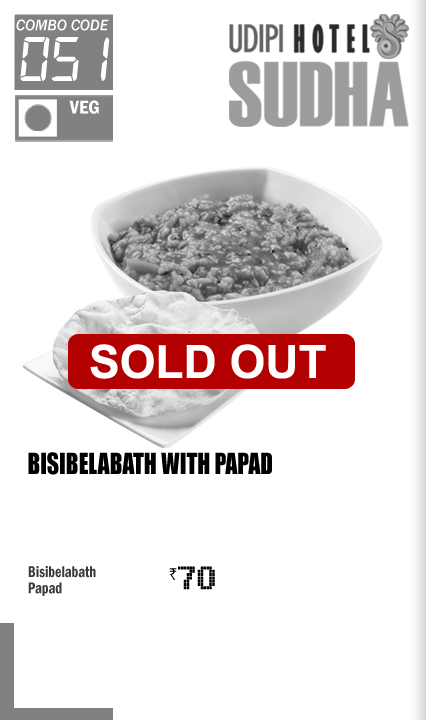 COMBO CODE
051
VEG
UDIPI HOTEL
SUDHA
SOLD OUT
BISIBELABATH WITH PAPAD
Bisibelabath
Papad
₹70